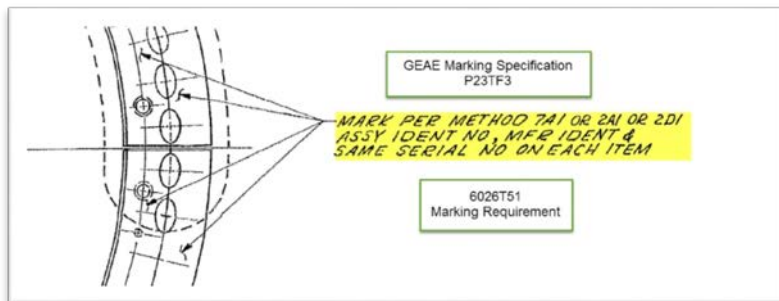 GEAE Marking Specification
P23TF3
MARK PER METHOD 7A1 OR 2A1 OR 2D1
ASSY IDENT NO, MFR IDENT &
SAME SERIAL NO ON EACH ITEM
6026T51
Marking Requirement